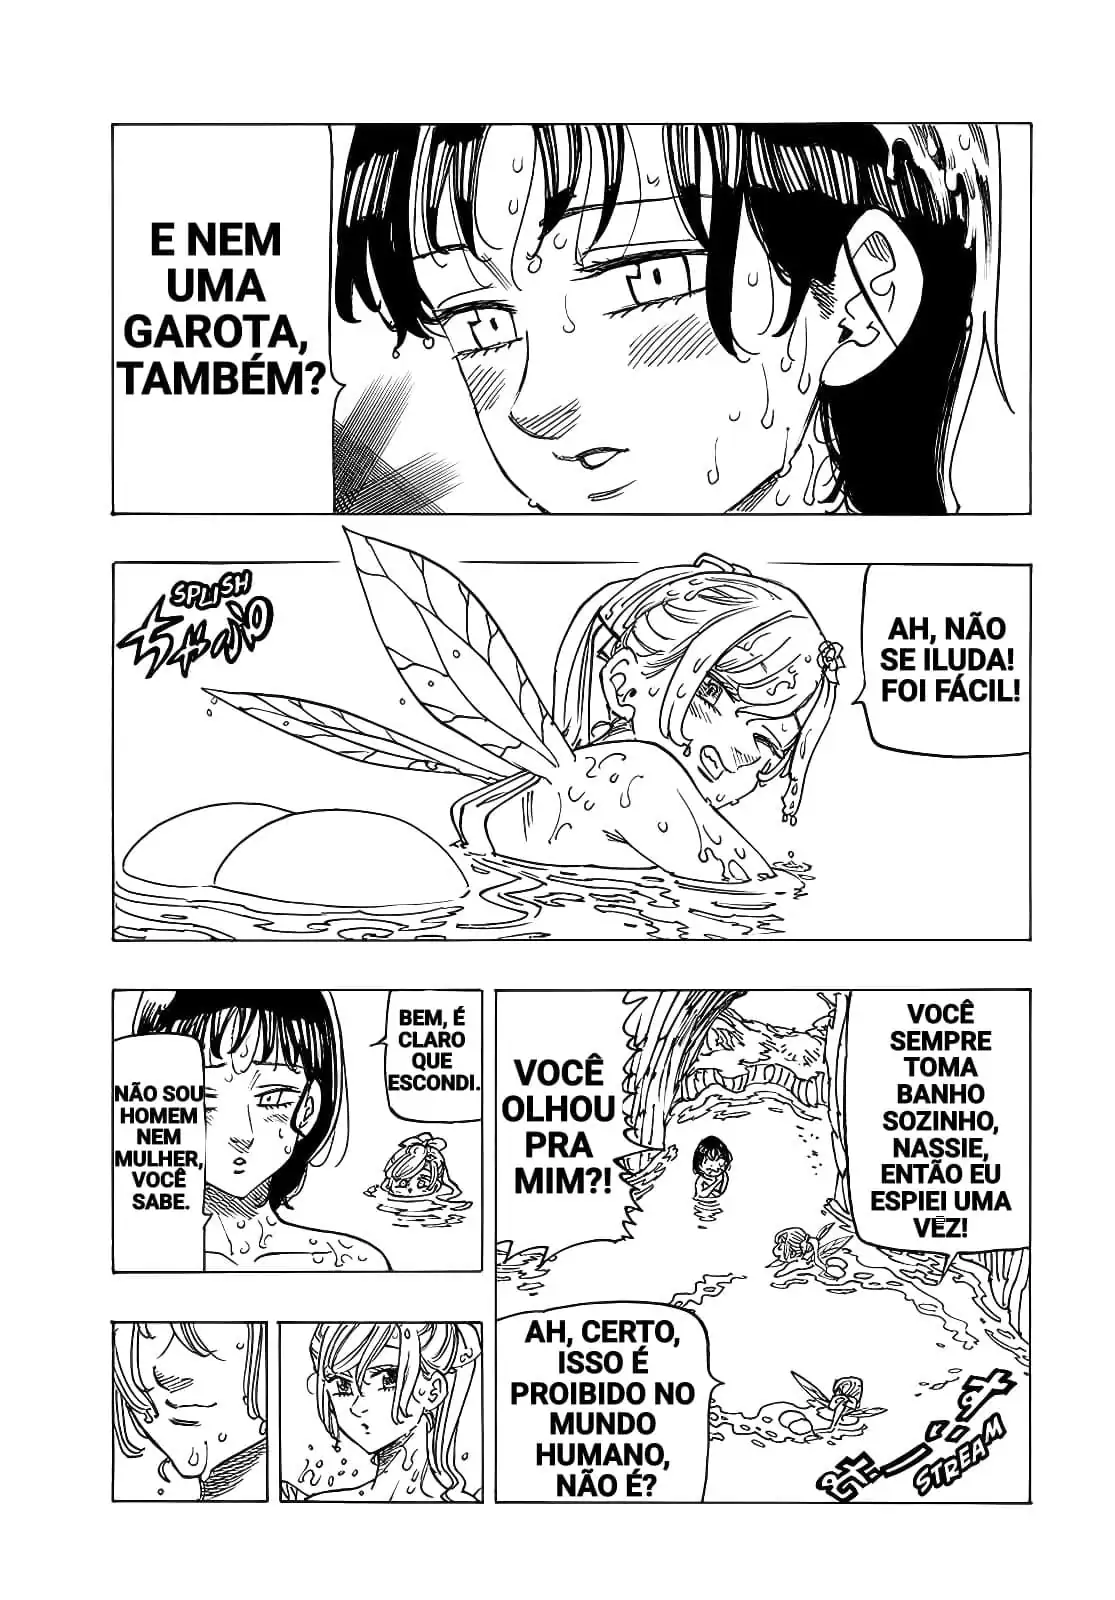 E NEM
UMA
GAROTA,
TAMBÉM?
SPLISH
AH, NÃO
SE ILUDA!
FOI FÁCIL!
BEM, É
CLARO
QUE
ESCONDI.
NÃO SOU
HOMEM
NEM
MULHER,
VOCÊ
SABE.
VOCÊ
OLHOU
PRA
MIM?!
VOCÊ
SEMPRE
TOMA
BANHO
SOZINHO,
NASSIE,
ENTÃO EU
ESPIEI UMA
VEZ!
AH, CERTO,
ISSO É
PROIBIDO NO
MUNDO
HUMANO,
NÃO É?
STREAM